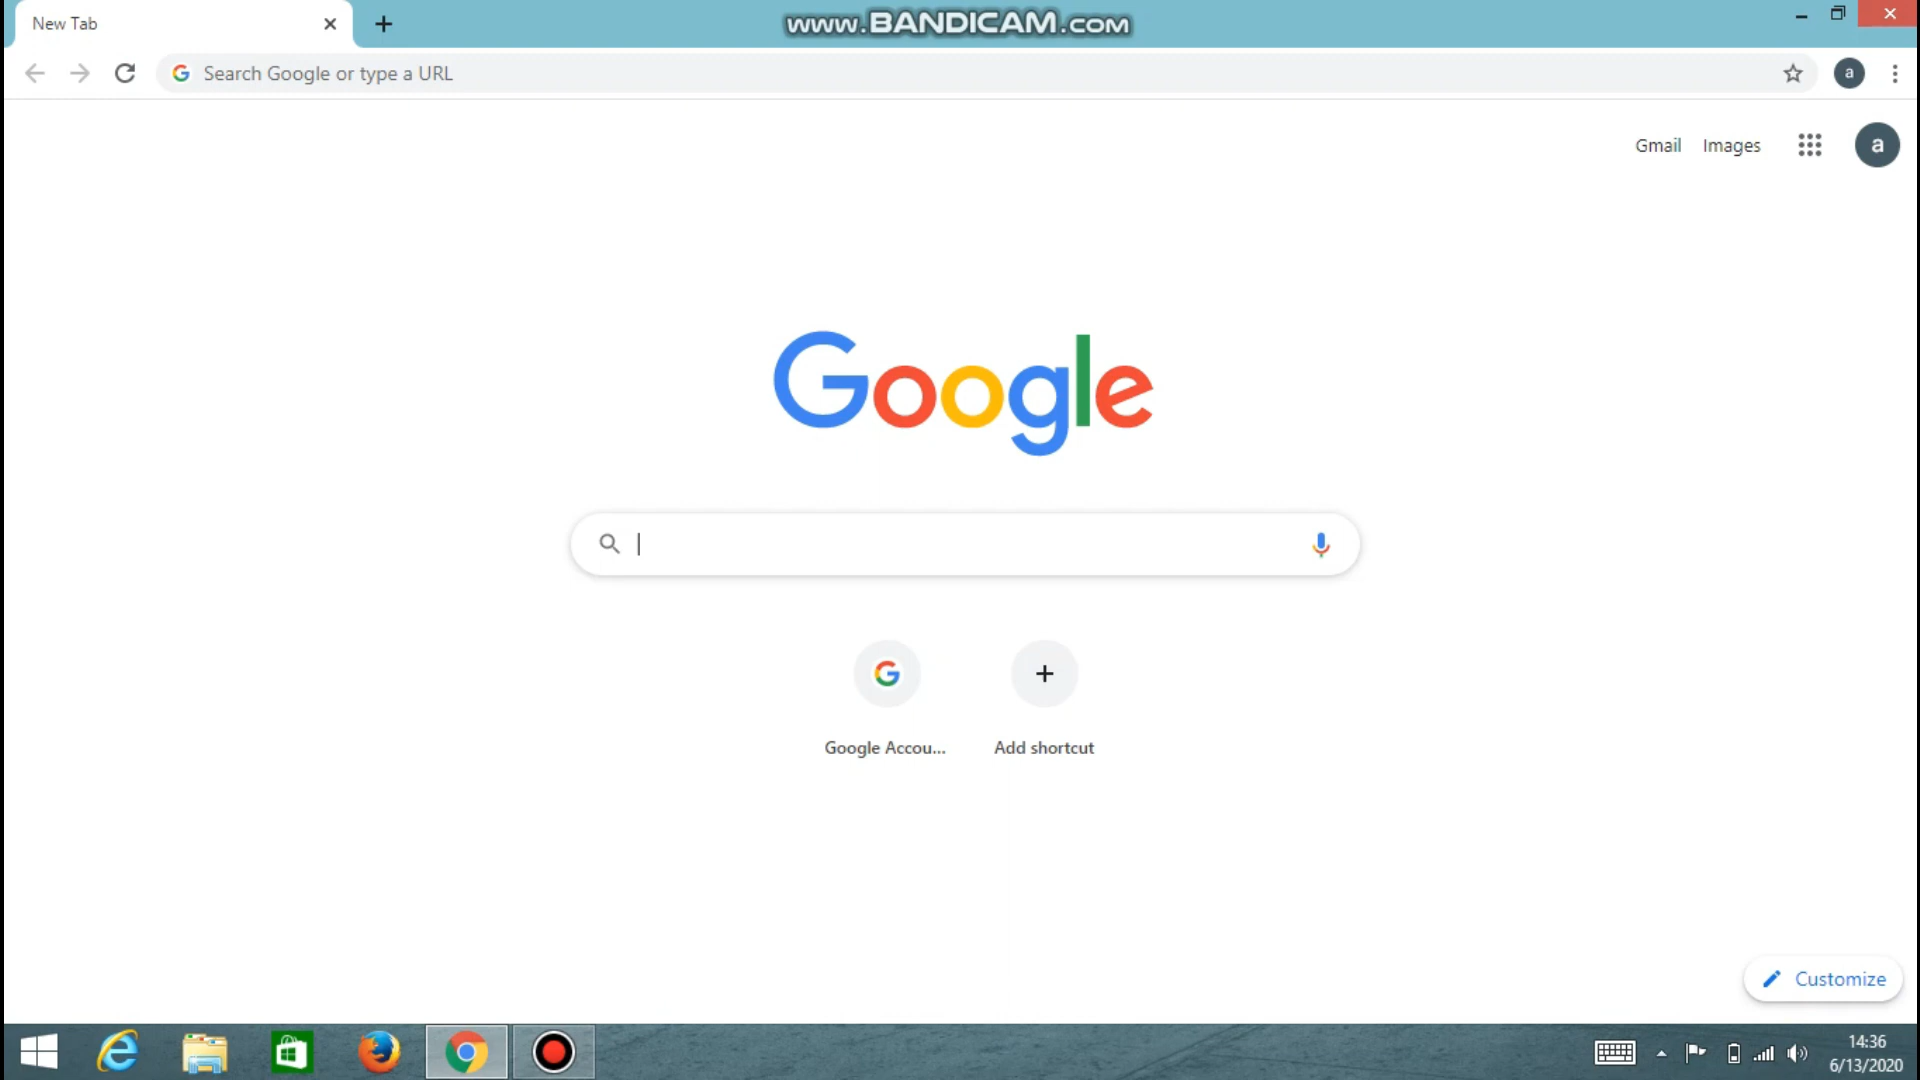 New Tab
www.BANDICAM.com
Search Google or type a URL
a
Gmail Images
a
Google
Google Accou...
Add shortcut
Customize
14:36
6/13/2020